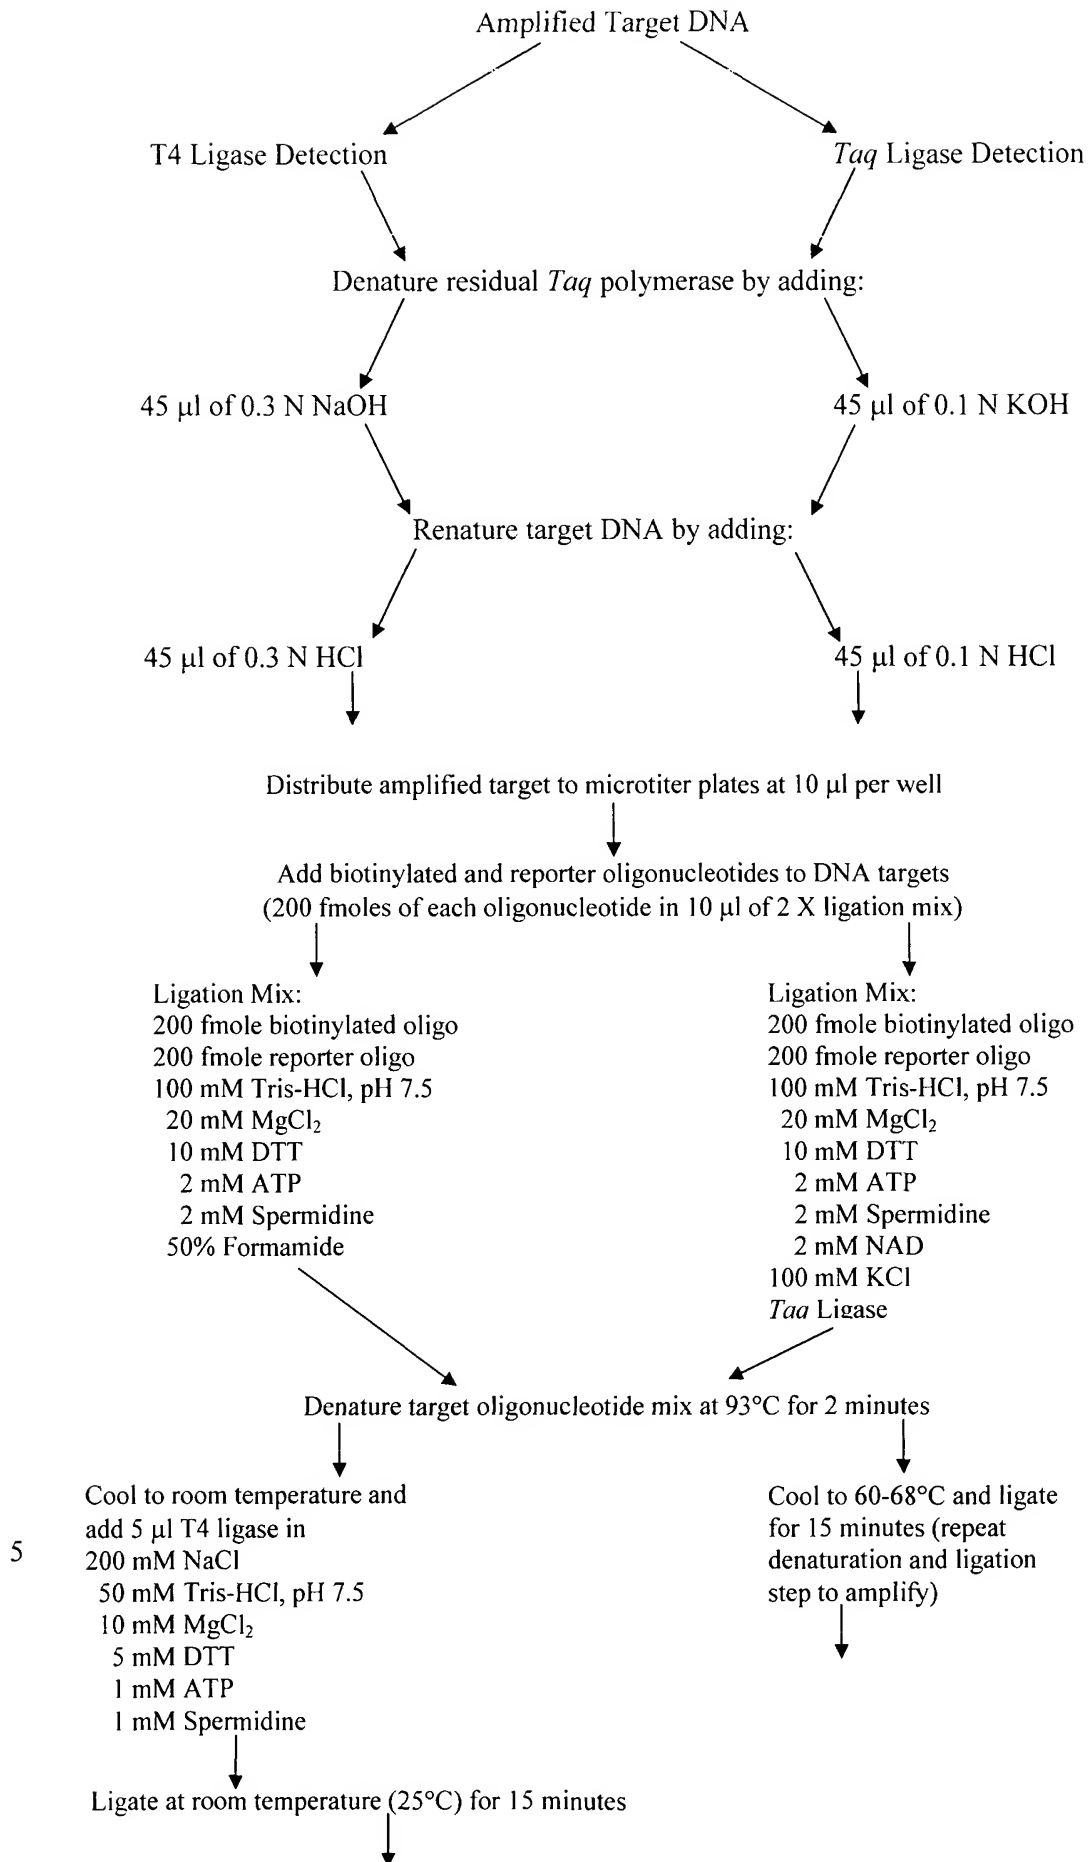 Amplified Target DNA
T4 Ligase Detection
Taq Ligase Detection
Denature residual Taq polymerase by adding:
45 µl of 0.3 N NaOH
45 µl of 0.1 N KOH
Renature target DNA by adding:
45 µl of 0.3 N HCl
45 µl of 0.1 N HCl
Distribute amplified target to microtiter plates at 10 µl per well
Add biotinylated and reporter oligonucleotides to DNA targets
(200 fmoles of each oligonucleotide in 10 µl of 2 X ligation mix)
Ligation Mix:
200 fmole biotinylated oligo
200 fmole reporter oligo
100 mM Tris-HCl, pH 7.5
20 mM MgCl₂
10 mM DTT
2 mM ATP
2 mM Spermidine
50% Formamide
Ligation Mix:
200 fmole biotinylated oligo
200 fmole reporter oligo
100 mM Tris-HCl, pH 7.5
20 mM MgCl₂
10 mM DTT
2 mM ATP
2 mM Spermidine
2 mM NAD
100 mM KCl
Taq Ligase
Denature target oligonucleotide mix at 93°C for 2 minutes
Cool to room temperature and
add 5 µl T4 ligase in
200 mM NaCl
50 mM Tris-HCl, pH 7.5
10 mM MgCl₂
5 mM DTT
1 mM ATP
1 mM Spermidine
Cool to 60-68°C and ligate
for 15 minutes (repeat
denaturation and ligation
step to amplify)
5
Ligate at room temperature (25°C) for 15 minutes